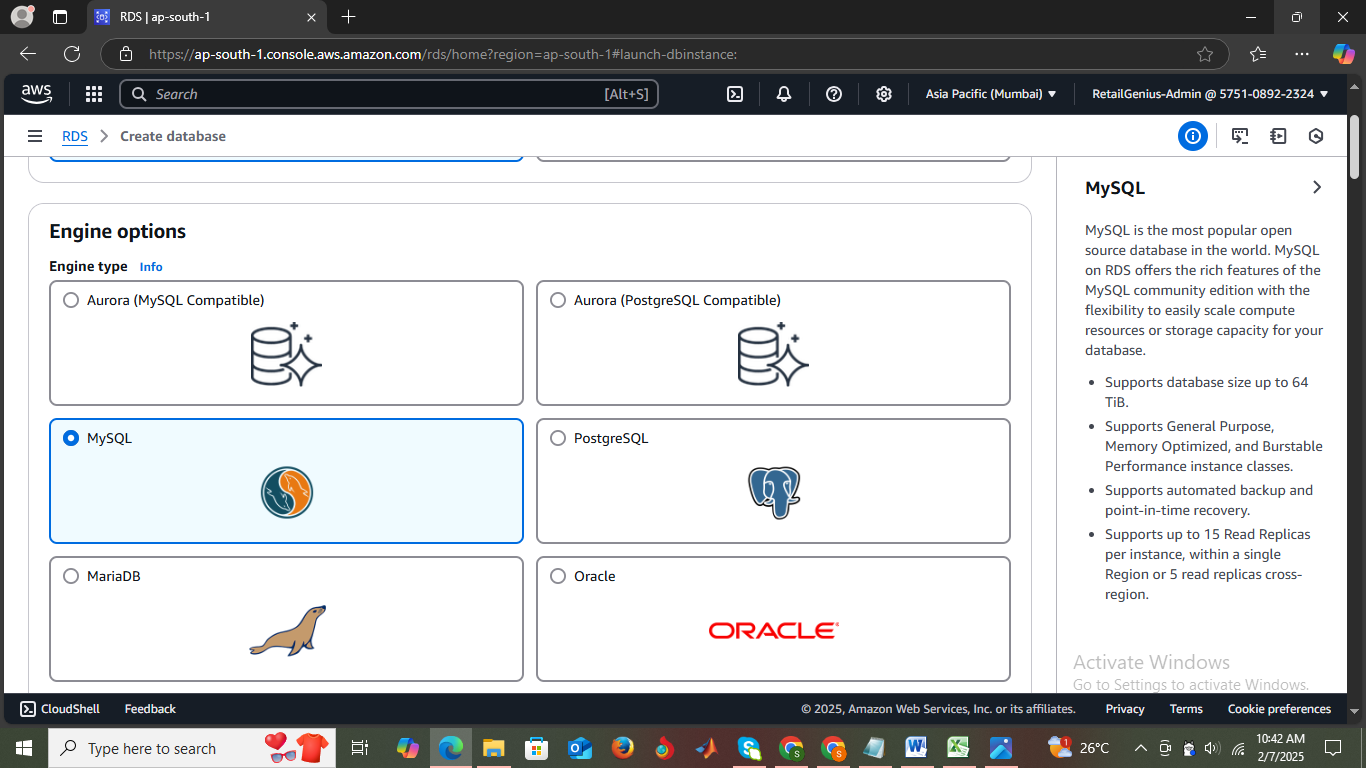 RDS | ap-south-1
https://ap-south-1.console.aws.amazon.com/rds/home?region=ap-south-1#launch-dbinstance:
aws
Search
[Alt+S]
Asia Pacific (Mumbai)
RetailGenius-Admin @ 5751-0892-2324
RDS
Create database
Engine options
Engine type Info
Aurora (MySQL Compatible)
Aurora (PostgreSQL Compatible)
MySQL
PostgreSQL
MariaDB
Oracle
ORACLE
MySQL
MySQL is the most popular open
source database in the world. MySQL
on RDS offers the rich features of the
MySQL community edition with the
flexibility to easily scale compute
resources or storage capacity for your
database.
Supports database size up to 64
TiB.
Supports General Purpose,
Memory Optimized, and Burstable
Performance instance classes.
Supports automated backup and
point-in-time recovery.
Supports up to 15 Read Replicas
per instance, within a single
Region or 5 read replicas cross-
region.
Activate Windows
Go to Settings to activate Windows.
CloudShell
Feedback
© 2025, Amazon Web Services, Inc. or its affiliates.
Privacy
Terms
Cookie preferences
Type here to search
1
26°C
10:42 AM
2/7/2025